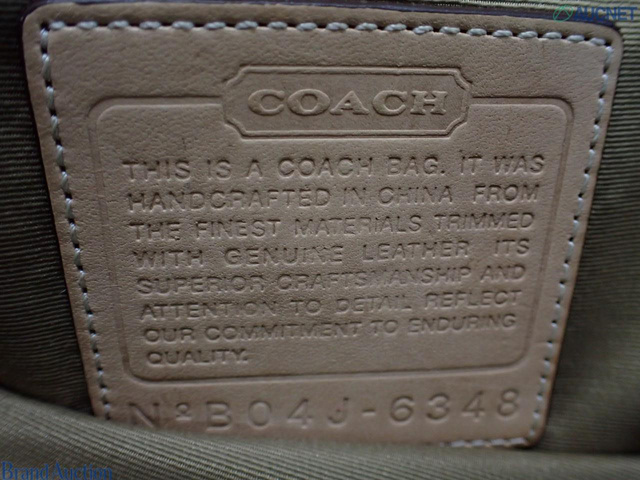 AUCNET
COACH
THIS IS A COACH BAG. IT WAS
HANDCRAFTED IN CHINA FROM
THE FINEST MATERIALS TRIMMED
WITH GENUINE LEATHER ITS
SUPERIOR CRAFTSMANSHIP AND
ATTENTION TO DETAIL REFLECT
OUR COMMITMENT TO ENDURING
QUALITY.
Nº B04J-6348
Brand Auction